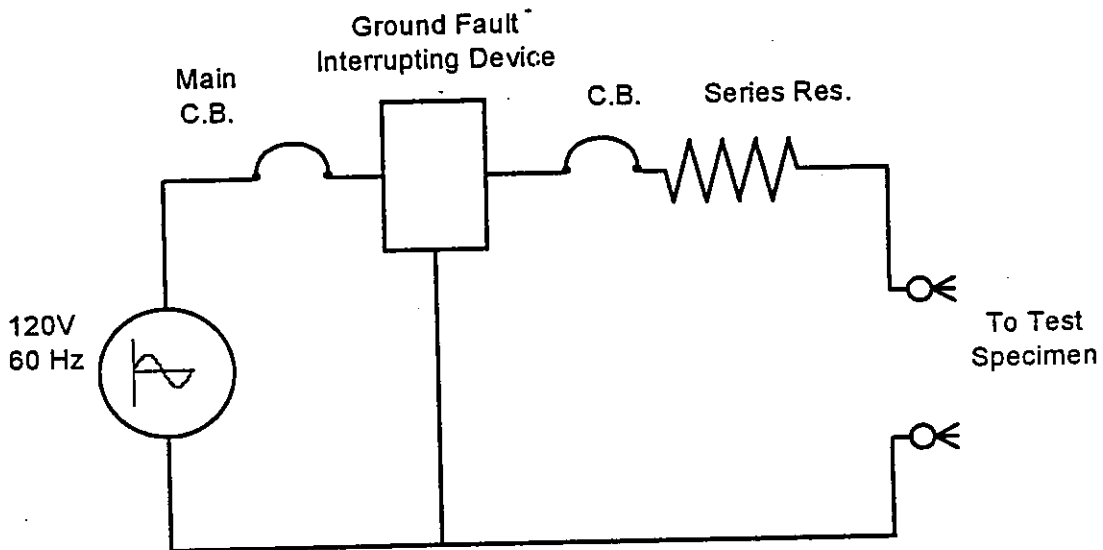 Ground Fault
Interrupting Device
Main
C.B.
C.B.
Series Res.
120V
60 Hz
To Test
Specimen